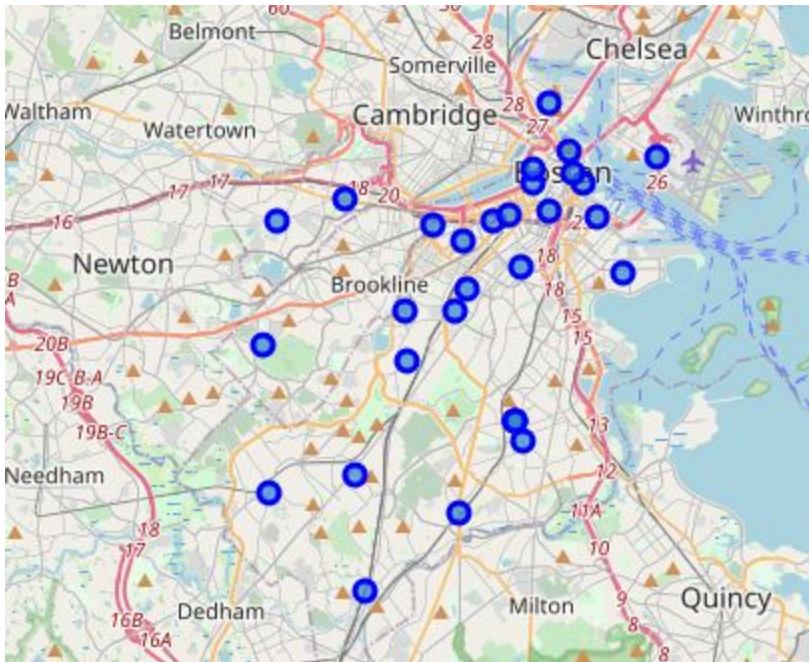 60
30
Belmont
28
Chelsea
Somerville
Waltham
28
Cambridge
Winthr
27
Watertown
Boston
17
17
18
20
26
16
2
Newton
18
B
A
Brookline
18
15
20B
15
19C-B-A
19B
19B-C
13
Needham
12
11A
18
17
10
9
16B
Dedham
Milton
Quincy
16A
8
8